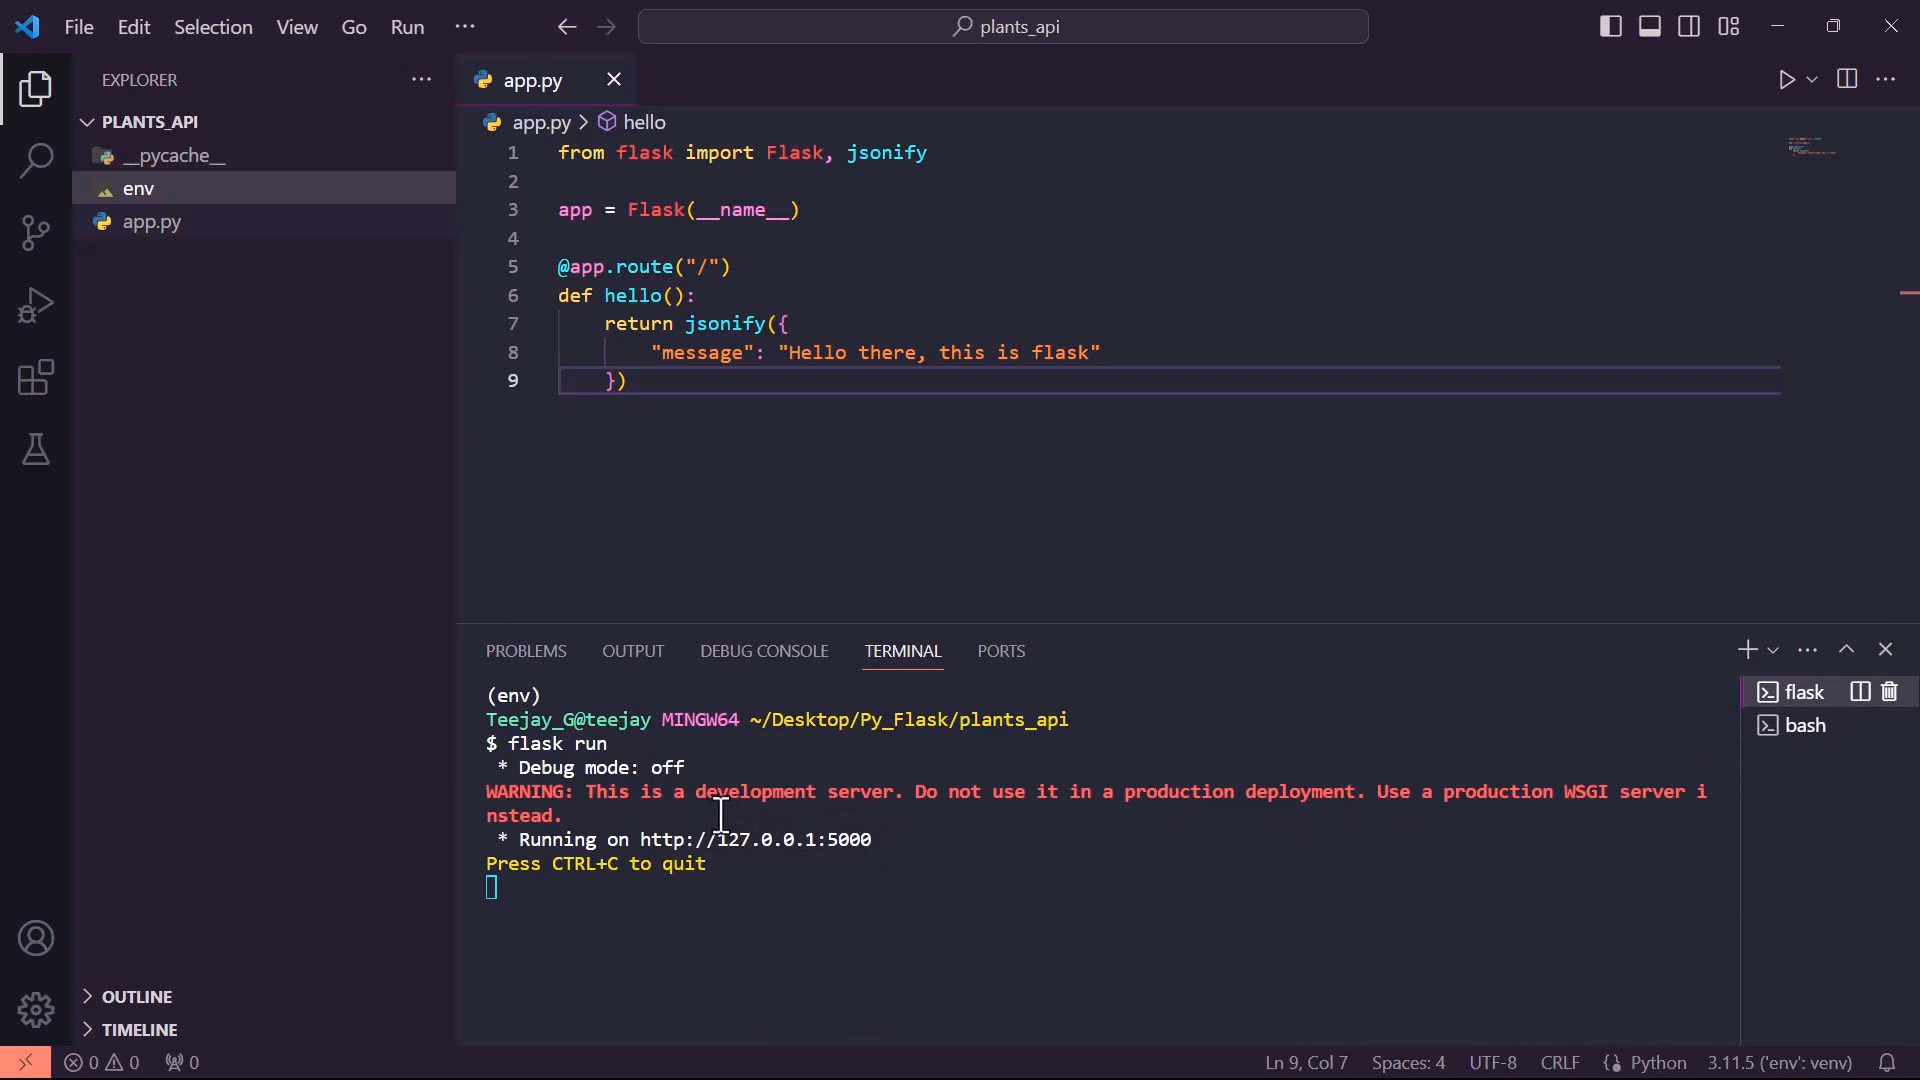 File Edit Selection View Go Run ···
plants_api
EXPLORER ···
PLANTS_API
__pycache__
env
app.py
OUTLINE
TIMELINE
app.py
app.py > hello
1 from flask import Flask, jsonify
2
3 app = Flask(__name__)
4
5 @app.route("/")
6 def hello():
7 return jsonify({
8 "message": "Hello there, this is flask"
9 })
PROBLEMS OUTPUT DEBUG CONSOLE TERMINAL PORTS
(env)
Teejay_G@teejay MINGW64 ~/Desktop/Py_Flask/plants_api
$ flask run
* Debug mode: off
WARNING: This is a development server. Do not use it in a production deployment. Use a production WSGI server i
nstead.
* Running on http://127.0.0.1:5000
Press CTRL+C to quit
flask
bash
0 0 0 Ln 9, Col 7 Spaces: 4 UTF-8 CRLF Python 3.11.5 ('env': venv)